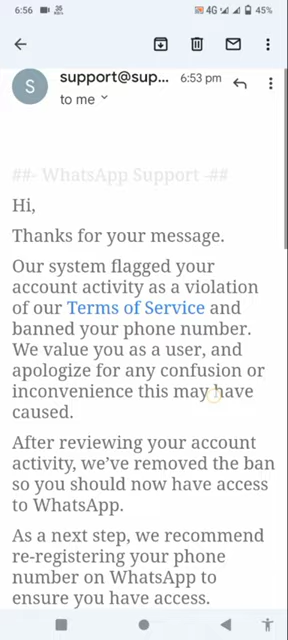 6:56 4G 45%
S support@sup... 6:53 pm
to me
##- WhatsApp Support -##
Hi,
Thanks for your message.
Our system flagged your
account activity as a violation
of our Terms of Service and
banned your phone number.
We value you as a user, and
apologize for any confusion or
inconvenience this may have
caused.
After reviewing your account
activity, we've removed the ban
so you should now have access
to WhatsApp.
As a next step, we recommend
re-registering your phone
number on WhatsApp to
ensure you have access.